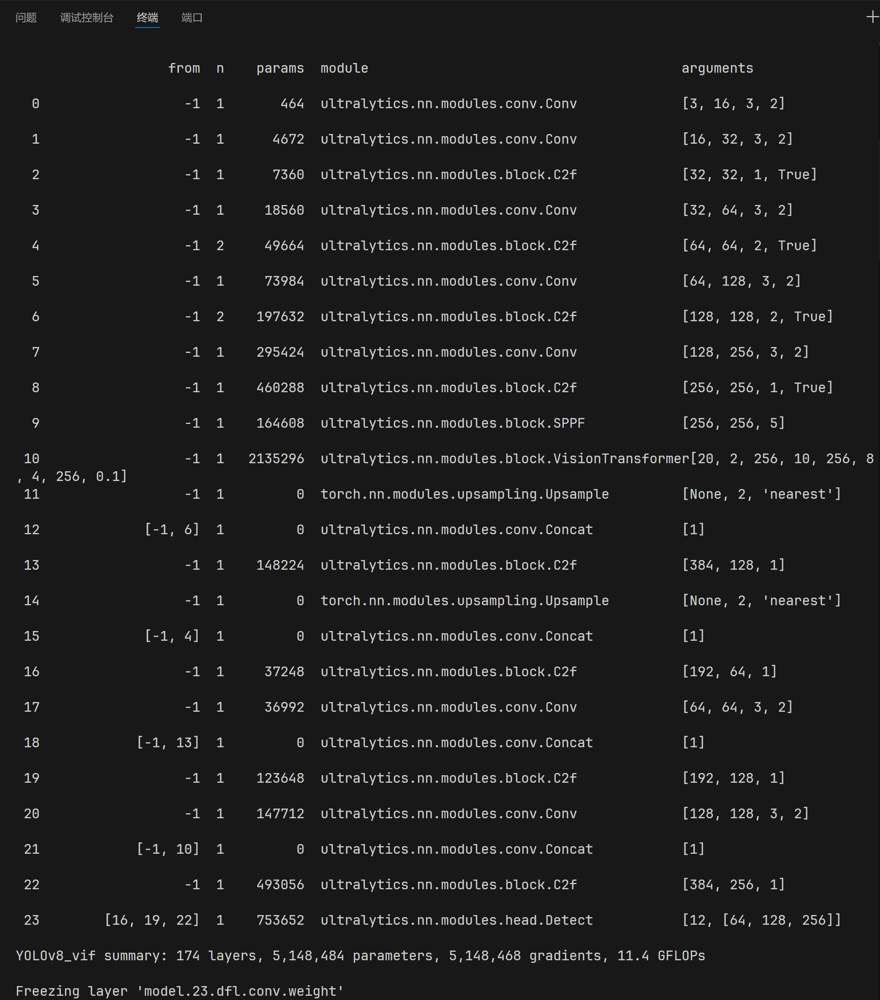 问题 调试控制台 终端 端口
from n params module arguments
0 -1 1 464 ultralytics.nn.modules.conv.Conv [3, 16, 3, 2]
1 -1 1 4672 ultralytics.nn.modules.conv.Conv [16, 32, 3, 2]
2 -1 1 7360 ultralytics.nn.modules.block.C2f [32, 32, 1, True]
3 -1 1 18560 ultralytics.nn.modules.conv.Conv [32, 64, 3, 2]
4 -1 2 49664 ultralytics.nn.modules.block.C2f [64, 64, 2, True]
5 -1 1 73984 ultralytics.nn.modules.conv.Conv [64, 128, 3, 2]
6 -1 2 197632 ultralytics.nn.modules.block.C2f [128, 128, 2, True]
7 -1 1 295424 ultralytics.nn.modules.conv.Conv [128, 256, 3, 2]
8 -1 1 460288 ultralytics.nn.modules.block.C2f [256, 256, 1, True]
9 -1 1 164608 ultralytics.nn.modules.block.SPPF [256, 256, 5]
10 -1 1 2135296 ultralytics.nn.modules.block.VisionTransformer[20, 2, 256, 10, 256, 8
, 4, 256, 0.1]
11 -1 1 0 torch.nn.modules.upsampling.Upsample [None, 2, 'nearest']
12 [-1, 6] 1 0 ultralytics.nn.modules.conv.Concat [1]
13 -1 1 148224 ultralytics.nn.modules.block.C2f [384, 128, 1]
14 -1 1 0 torch.nn.modules.upsampling.Upsample [None, 2, 'nearest']
15 [-1, 4] 1 0 ultralytics.nn.modules.conv.Concat [1]
16 -1 1 37248 ultralytics.nn.modules.block.C2f [192, 64, 1]
17 -1 1 36992 ultralytics.nn.modules.conv.Conv [64, 64, 3, 2]
18 [-1, 13] 1 0 ultralytics.nn.modules.conv.Concat [1]
19 -1 1 123648 ultralytics.nn.modules.block.C2f [192, 128, 1]
20 -1 1 147712 ultralytics.nn.modules.conv.Conv [128, 128, 3, 2]
21 [-1, 10] 1 0 ultralytics.nn.modules.conv.Concat [1]
22 -1 1 493056 ultralytics.nn.modules.block.C2f [384, 256, 1]
23 [16, 19, 22] 1 753652 ultralytics.nn.modules.head.Detect [12, [64, 128, 256]]
YOLOv8_vif summary: 174 layers, 5,148,484 parameters, 5,148,468 gradients, 11.4 GFLOPs
Freezing layer 'model.23.dfl.conv.weight'